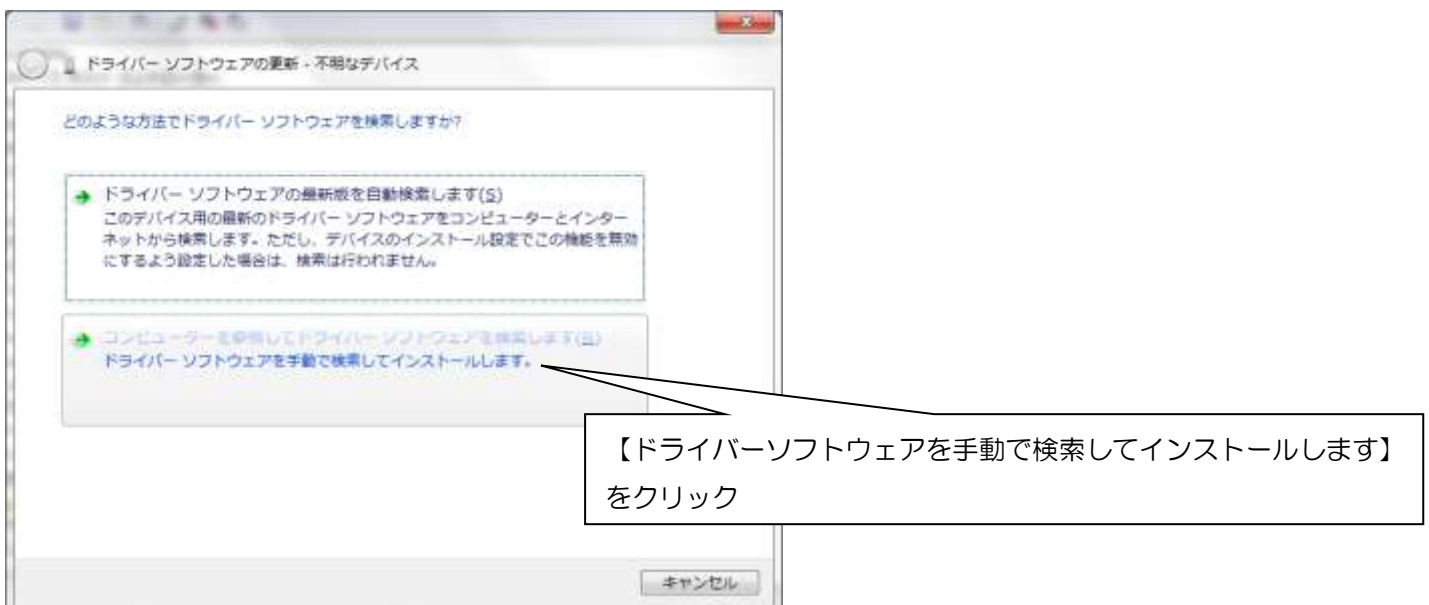 ドライバー ソフトウェアの更新 - 不明なデバイス
どのような方法でドライバー ソフトウェアを検索しますか?
ドライバー ソフトウェアの最新版を自動検索します(S)
このデバイス用の最新のドライバー ソフトウェアをコンピューターとインター
ネットから検索します。ただし、デバイスのインストール設定でこの機能を無効
にするよう設定した場合は、検索は行われません。
コンピューターを参照してドライバー ソフトウェアを検索します(R)
ドライバー ソフトウェアを手動で検索してインストールします。
【ドライバーソフトウェアを手動で検索してインストールします】
をクリック
キャンセル